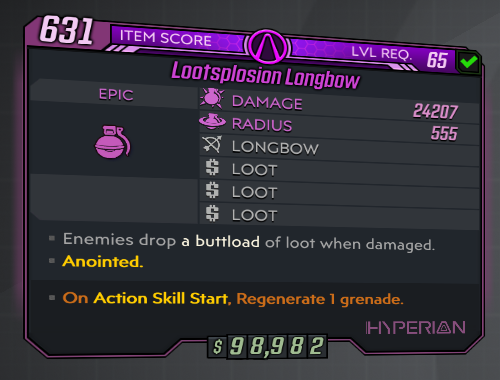 631 ITEM SCORE LVL REQ. 65
Lootsplosion Longbow
EPIC
DAMAGE 24207
RADIUS 555
LONGBOW
$ LOOT
$ LOOT
$ LOOT
Enemies drop a buttload of loot when damaged.
Anointed.
On Action Skill Start, Regenerate 1 grenade.
HYPERIAN
$ 98,982